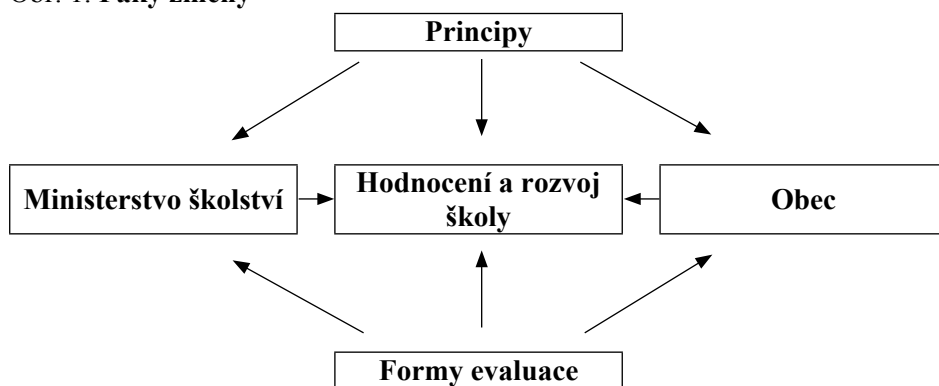 Principy
Ministerstvo školství
Hodnocení a rozvoj
školy
Obec
Formy evaluace